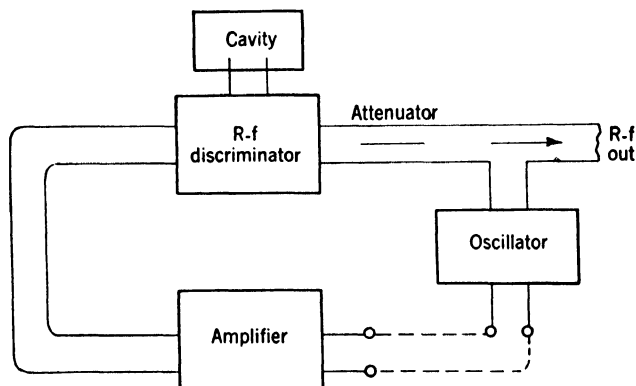 Cavity
Attenuator
R-f
discriminator
R-f
out
Oscillator
Amplifier